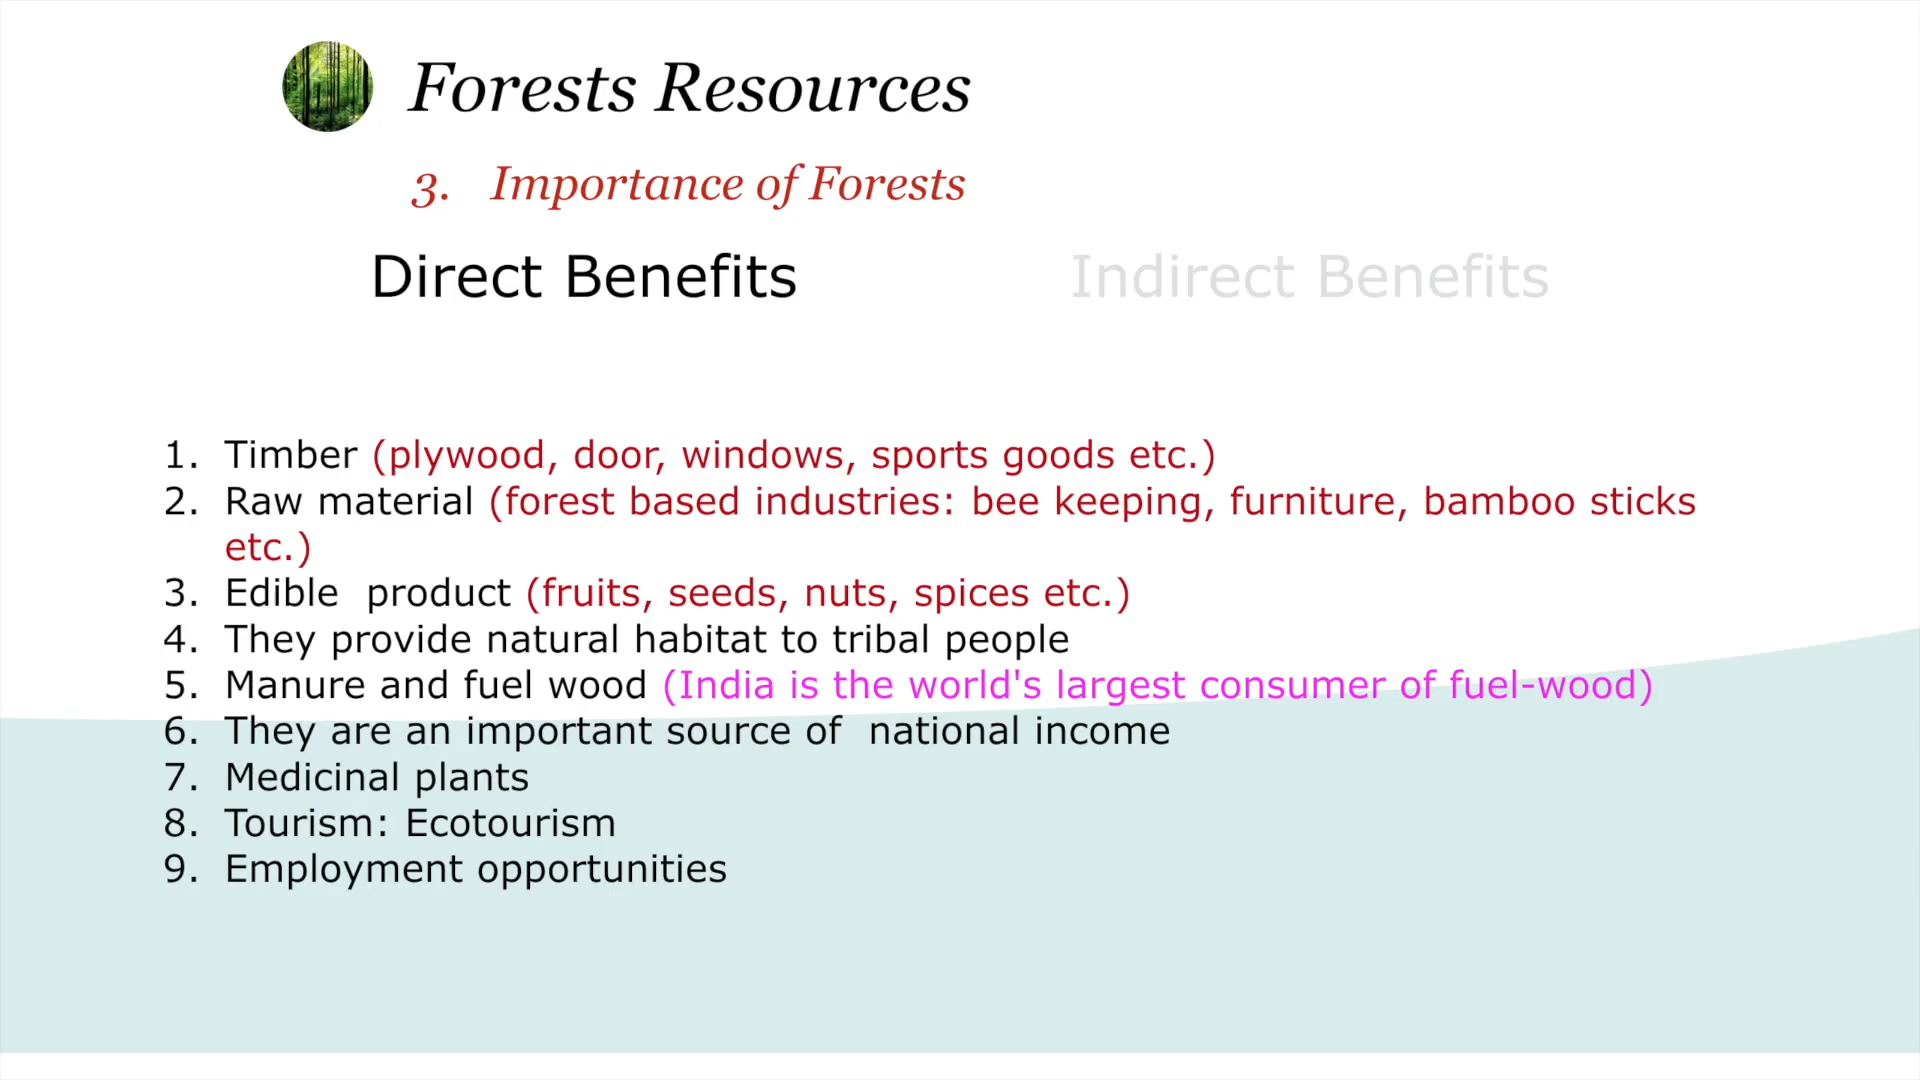 Forests Resources
3. Importance of Forests
Direct Benefits
Indirect Benefits
1. Timber (plywood, door, windows, sports goods etc.)
2. Raw material (forest based industries: bee keeping, furniture, bamboo sticks
etc.)
3. Edible  product (fruits, seeds, nuts, spices etc.)
4. They provide natural habitat to tribal people
5. Manure and fuel wood (India is the world's largest consumer of fuel-wood)
6. They are an important source of  national income
7. Medicinal plants
8. Tourism: Ecotourism
9. Employment opportunities